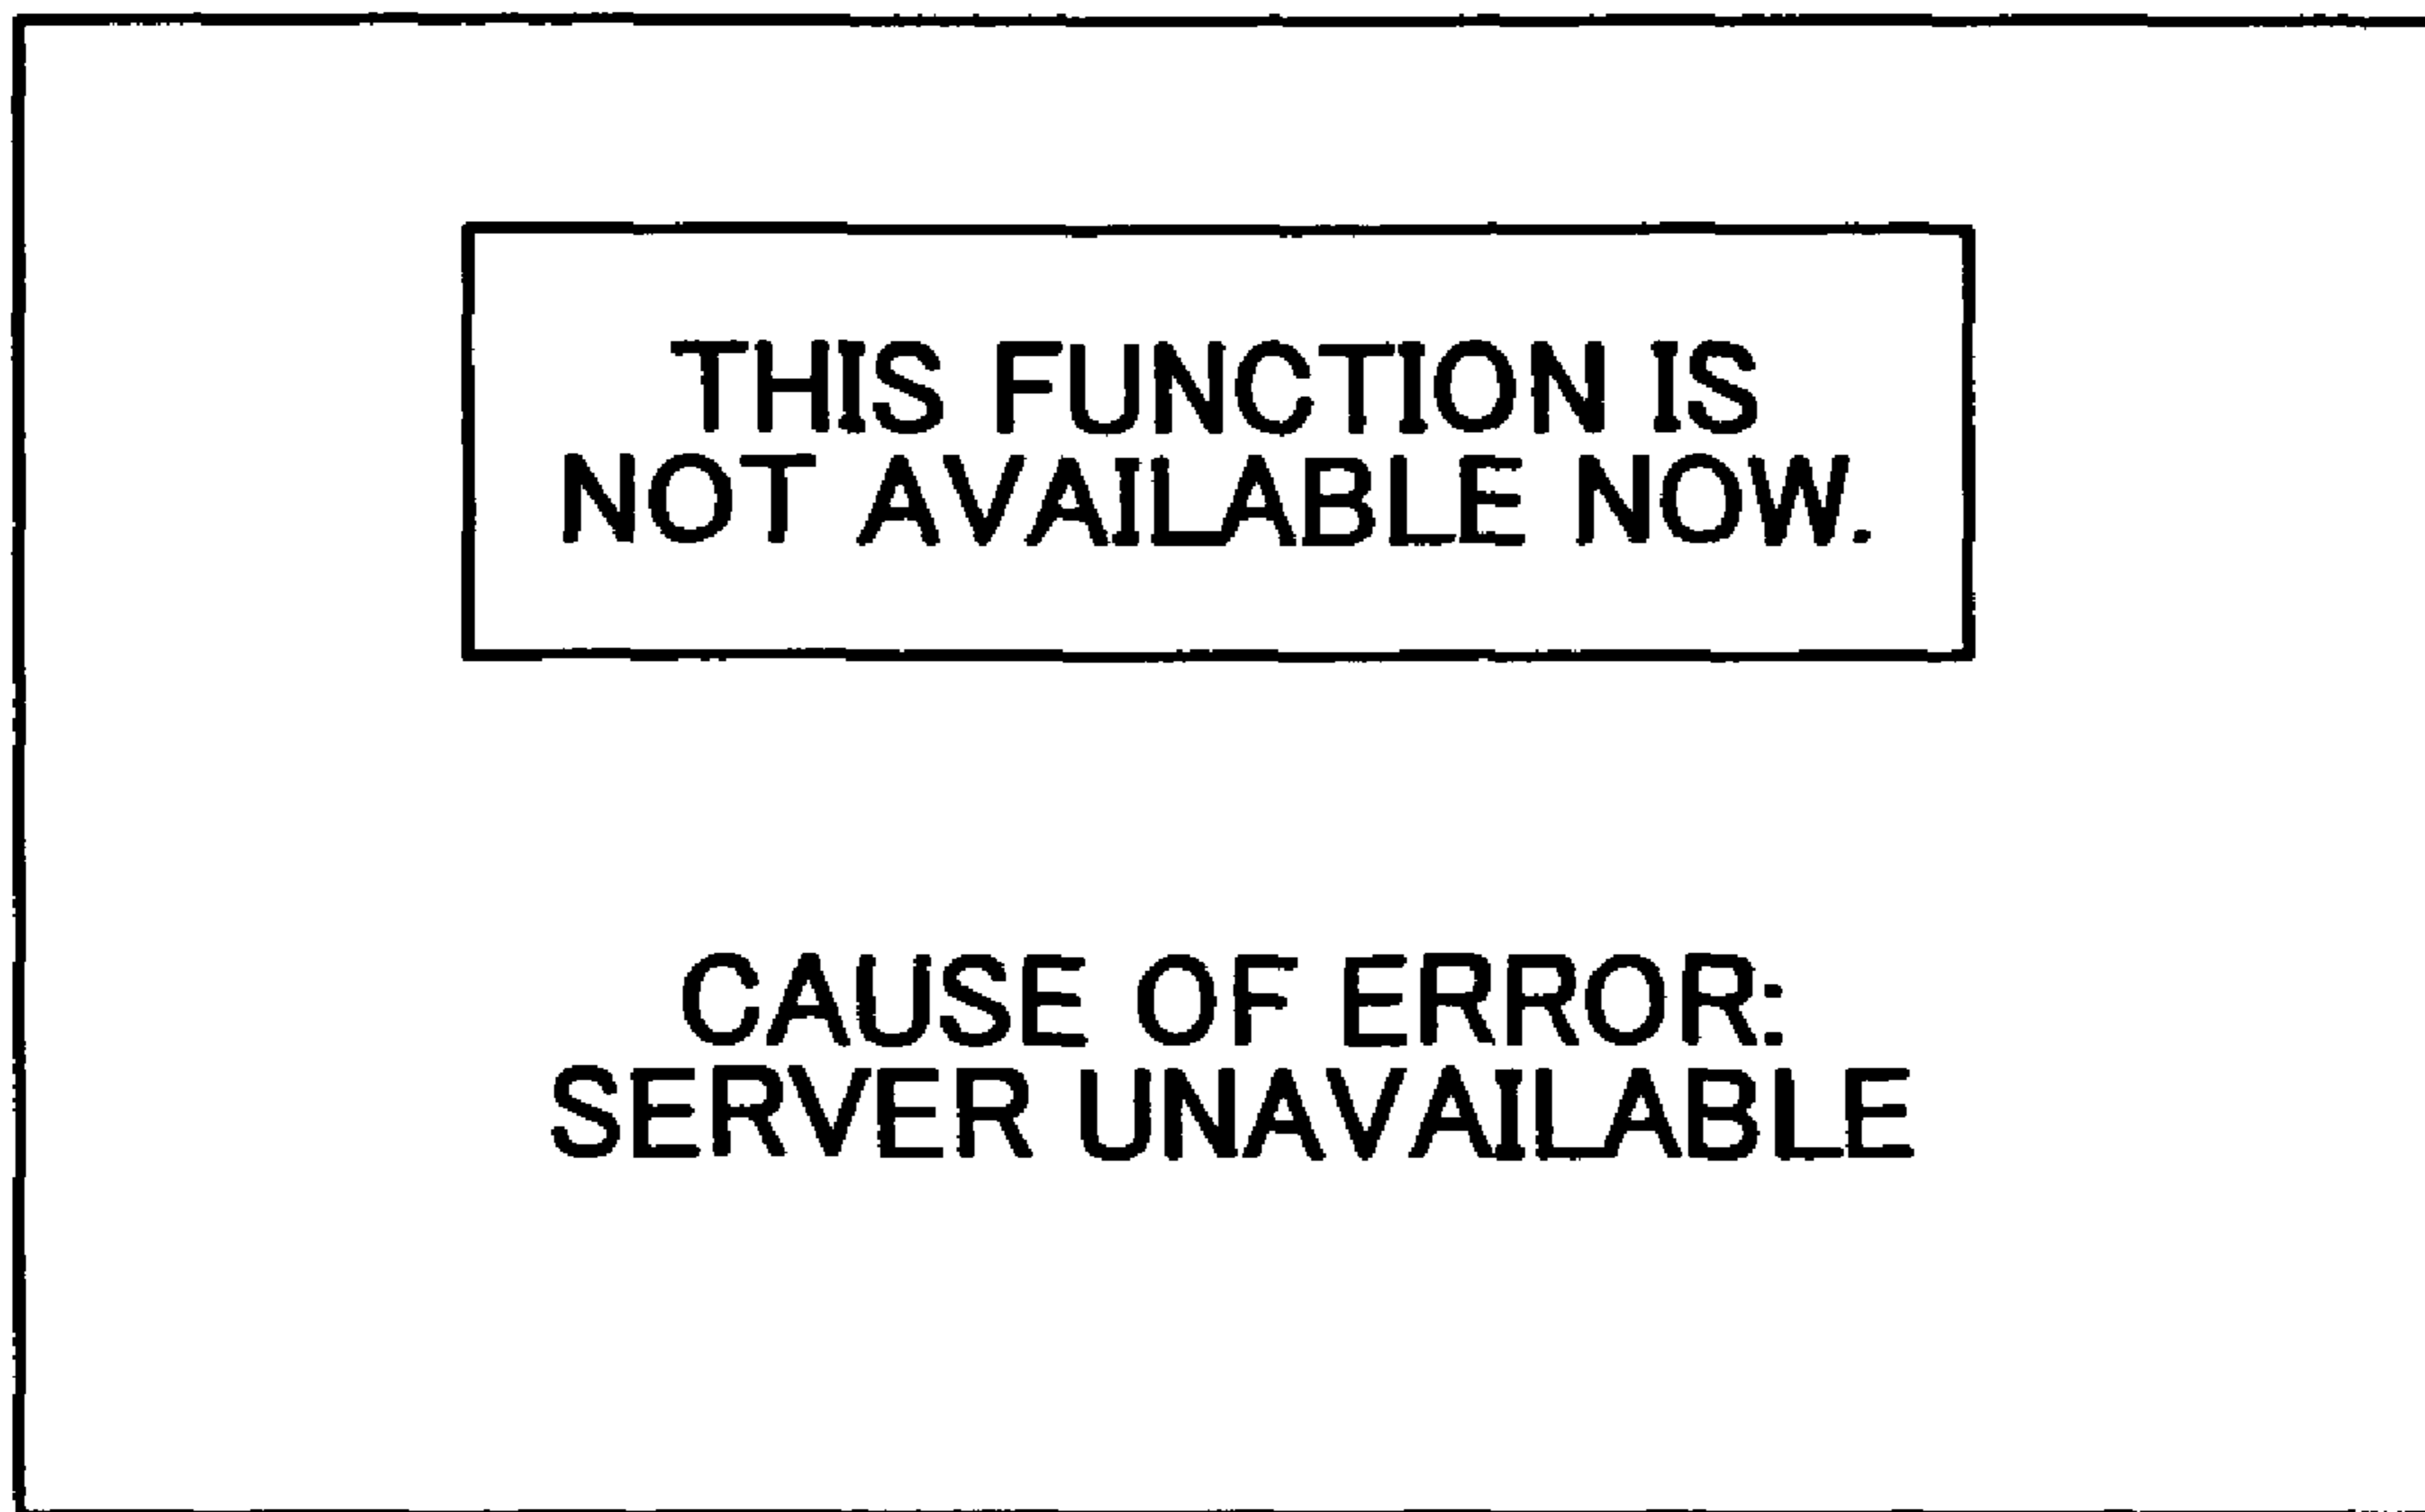 THIS FUNCTION IS
NOT AVAILABLE NOW.
CAUSE OF ERROR:
SERVER UNAVAILABLE